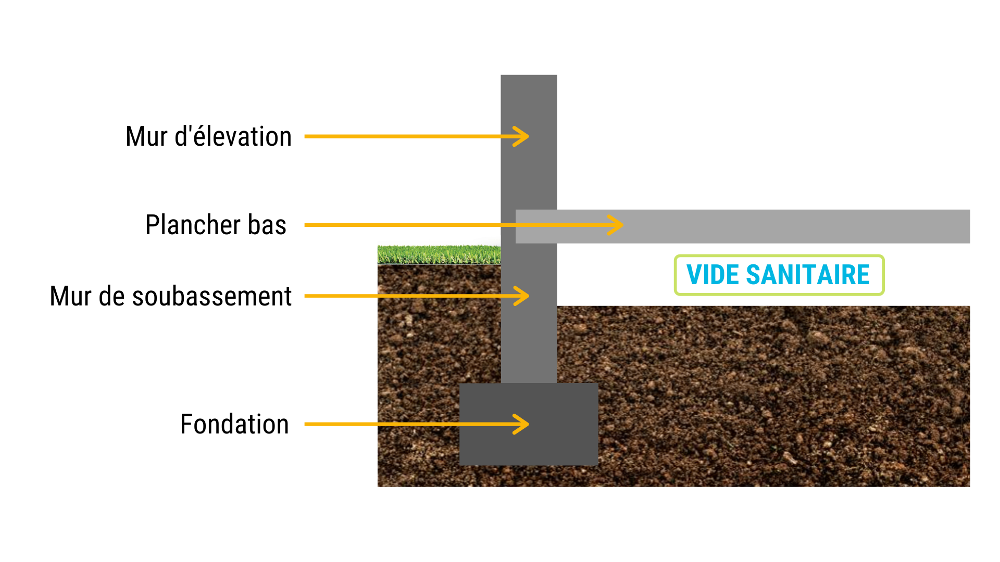 Mur d'élevation
Plancher bas
VIDE SANITAIRE
Mur de soubassement
Fondation